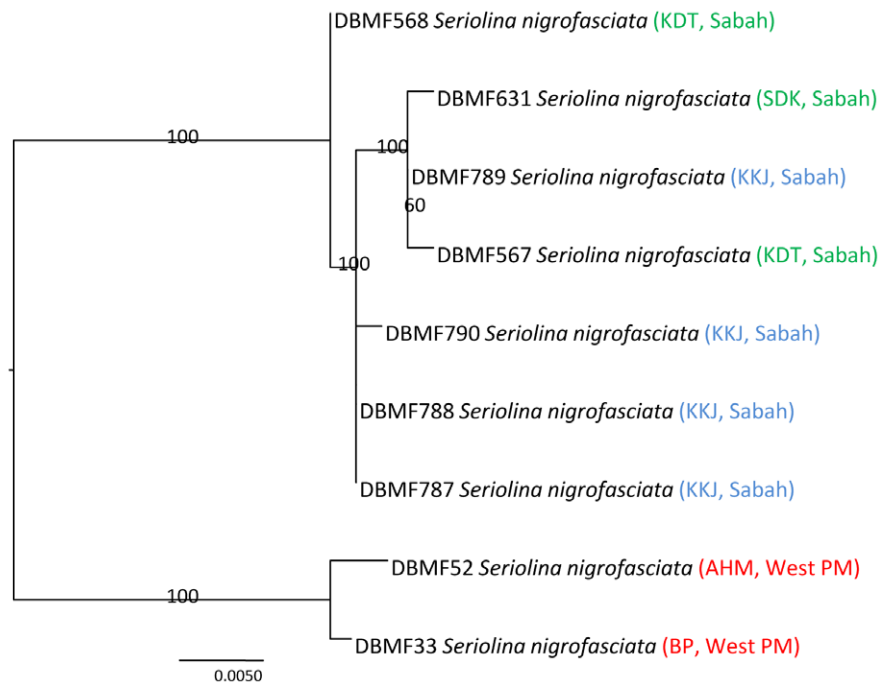 DBMF568 Seriolina nigrofasciata (KDT, Sabah)
DBMF631 Seriolina nigrofasciata (SDK, Sabah)
100
100
DBMF789 Seriolina nigrofasciata (KKJ, Sabah)
60
DBMF567 Seriolina nigrofasciata (KDT, Sabah)
100
DBMF790 Seriolina nigrofasciata (KKJ, Sabah)
DBMF788 Seriolina nigrofasciata (KKJ, Sabah)
DBMF787 Seriolina nigrofasciata (KKJ, Sabah)
DBMF52 Seriolina nigrofasciata (AHM, West PM)
100
DBMF33 Seriolina nigrofasciata (BP, West PM)
0.0050